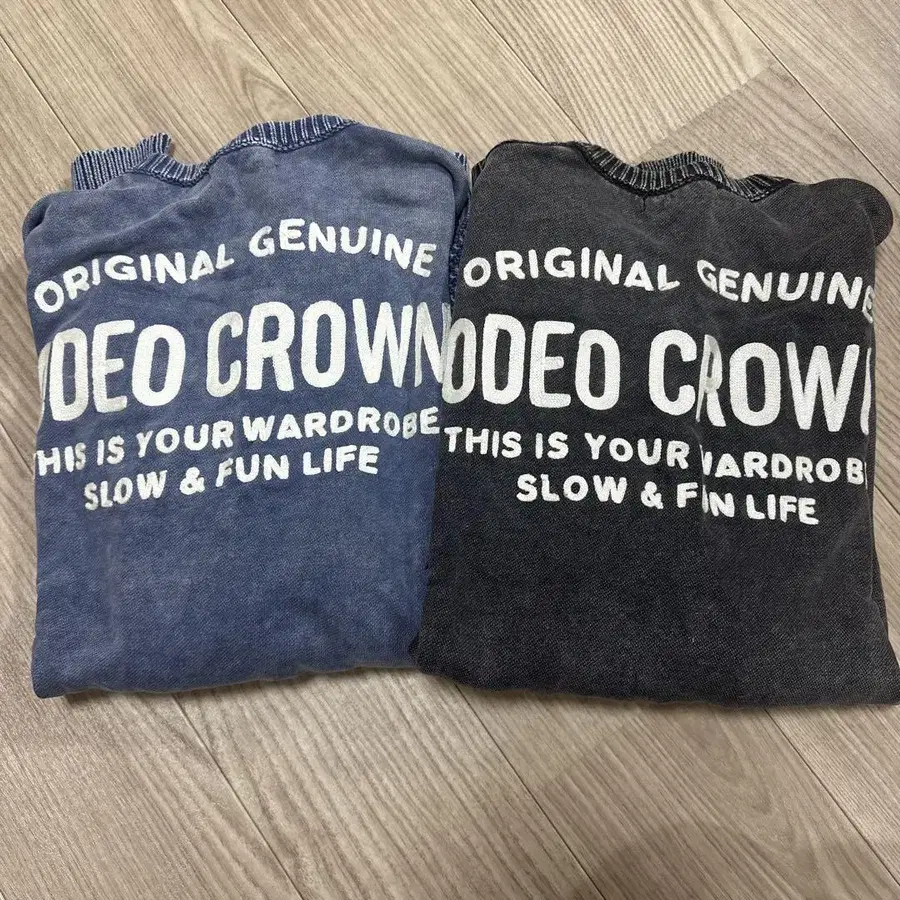 ORIGINAL GENUINE
ODEO CROWN
THIS IS YOUR WARDROBE
SLOW & FUN LIFE
ORIGINAL GENUINE
ODEO CROWN
THIS IS YOUR WARDROBE
SLOW & FUN LIFE